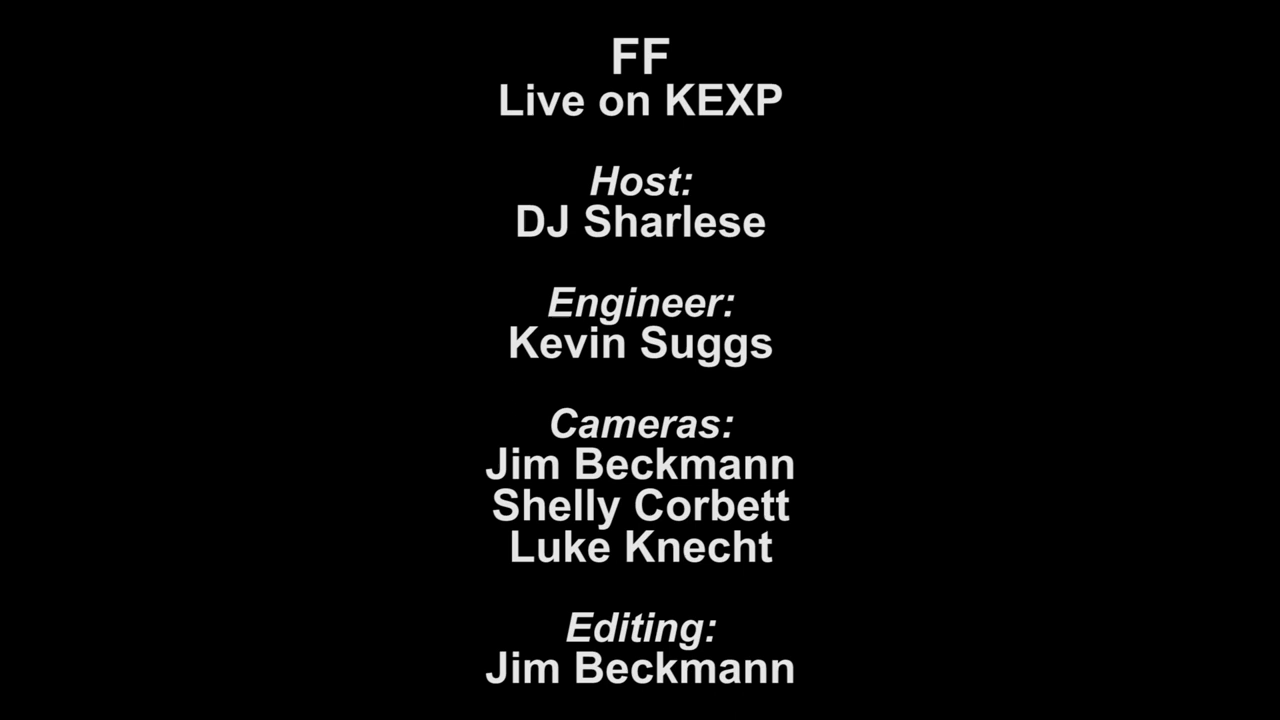 FF
Live on KEXP
Host:
DJ Sharlese
Engineer:
Kevin Suggs
Cameras:
Jim Beckmann
Shelly Corbett
Luke Knecht
Editing:
Jim Beckmann